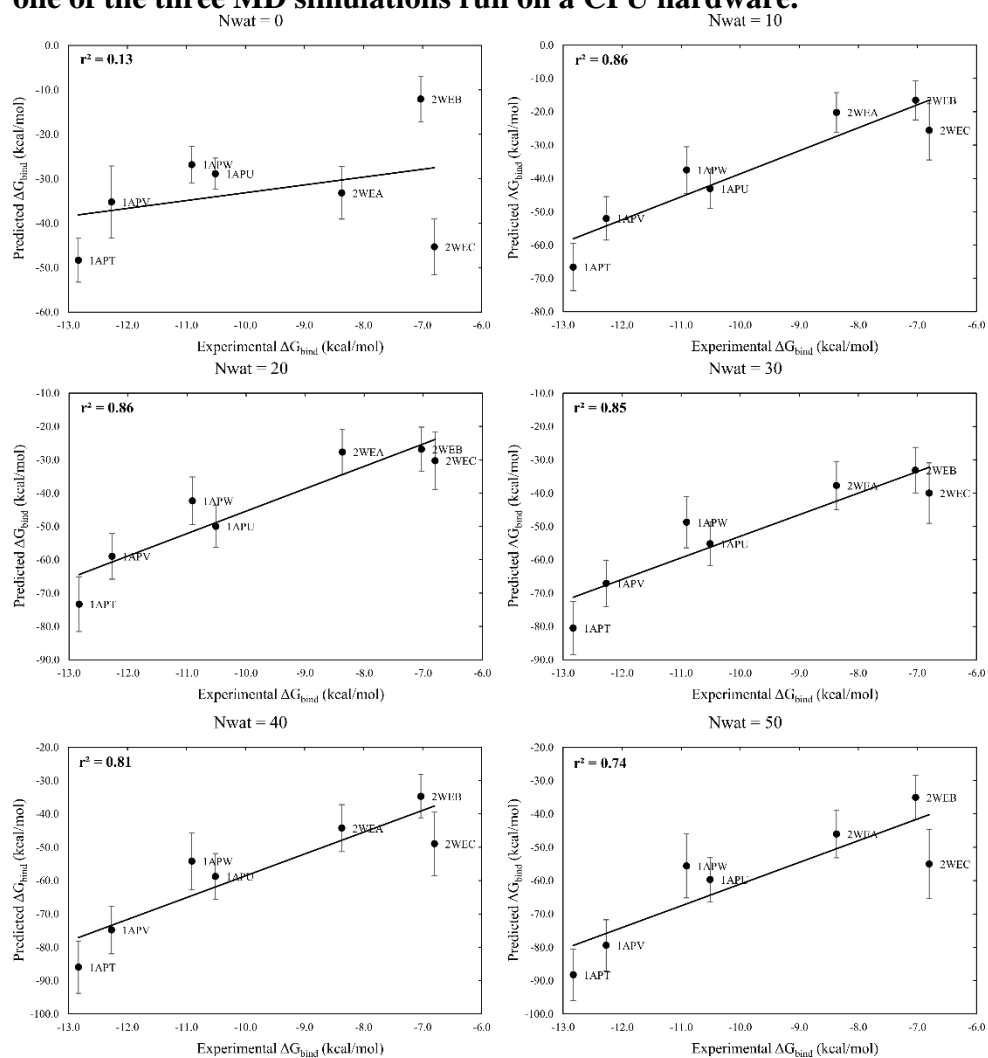 one of the three MD simulations run on a CPU hardware.
Nwat = 0
r² = 0.13
Predicted ΔG_bind (kcal/mol)
0.0
-10.0
-20.0
-30.0
-40.0
-50.0
-60.0
2WEB
1APW
1APU
2WEA
1APV
2WEC
1APT
-13.0 -12.0 -11.0 -10.0 -9.0 -8.0 -7.0 -6.0
Experimental ΔG_bind (kcal/mol)
Nwat = 10
r² = 0.86
Predicted ΔG_bind (kcal/mol)
0.0
-10.0
-20.0
-30.0
-40.0
-50.0
-60.0
-70.0
-80.0
2WEA
2WEB
2WEC
1APW
1APU
1APV
1APT
-13.0 -12.0 -11.0 -10.0 -9.0 -8.0 -7.0 -6.0
Experimental ΔG_bind (kcal/mol)
Nwat = 20
r² = 0.86
Predicted ΔG_bind (kcal/mol)
-10.0
-20.0
-30.0
-40.0
-50.0
-60.0
-70.0
-80.0
-90.0
2WEA
2WEB
2WEC
1APW
1APU
1APV
1APT
-13.0 -12.0 -11.0 -10.0 -9.0 -8.0 -7.0 -6.0
Experimental ΔG_bind (kcal/mol)
Nwat = 30
r² = 0.85
Predicted ΔG_bind (kcal/mol)
-10.0
-20.0
-30.0
-40.0
-50.0
-60.0
-70.0
-80.0
-90.0
2WEB
2WEA
2WEC
1APW
1APU
1APV
1APT
-13.0 -12.0 -11.0 -10.0 -9.0 -8.0 -7.0 -6.0
Experimental ΔG_bind (kcal/mol)
Nwat = 40
r² = 0.81
Predicted ΔG_bind (kcal/mol)
-20.0
-30.0
-40.0
-50.0
-60.0
-70.0
-80.0
-90.0
-100.0
2WEB
2WEA
2WEC
1APW
1APU
1APV
1APT
-13.0 -12.0 -11.0 -10.0 -9.0 -8.0 -7.0 -6.0
Experimental ΔG_bind (kcal/mol)
Nwat = 50
r² = 0.74
Predicted ΔG_bind (kcal/mol)
-20.0
-30.0
-40.0
-50.0
-60.0
-70.0
-80.0
-90.0
-100.0
2WEB
2WEA
2WEC
1APW
1APU
1APV
1APT
-13.0 -12.0 -11.0 -10.0 -9.0 -8.0 -7.0 -6.0
Experimental ΔG_bind (kcal/mol)